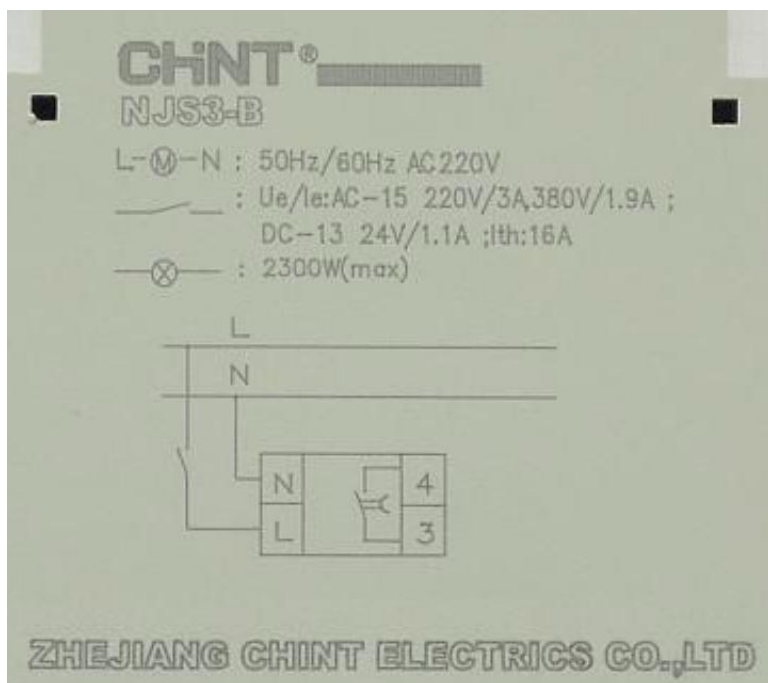 CHiNT®
NJS3-B
L-M-N : 50Hz/60Hz AC220V
: Ue/Ie:AC-15 220V/3A,380V/1.9A ;
DC-13 24V/1.1A ;Ith:16A
: 2300W(max)
L
N
N 4
L 3
ZHEJIANG CHINT ELECTRICS CO.,LTD